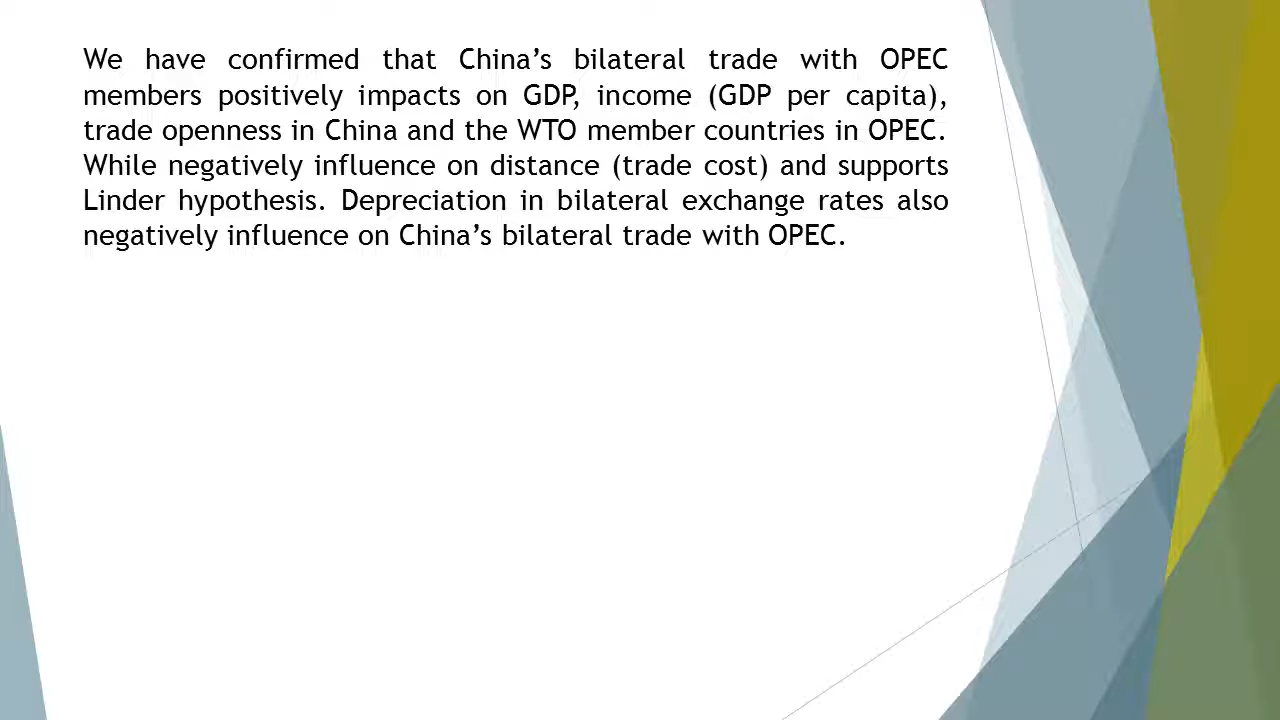 We have confirmed that China’s bilateral trade with OPEC
members positively impacts on GDP, income (GDP per capita),
trade openness in China and the WTO member countries in OPEC.
While negatively influence on distance (trade cost) and supports
Linder hypothesis. Depreciation in bilateral exchange rates also
negatively influence on China’s bilateral trade with OPEC.